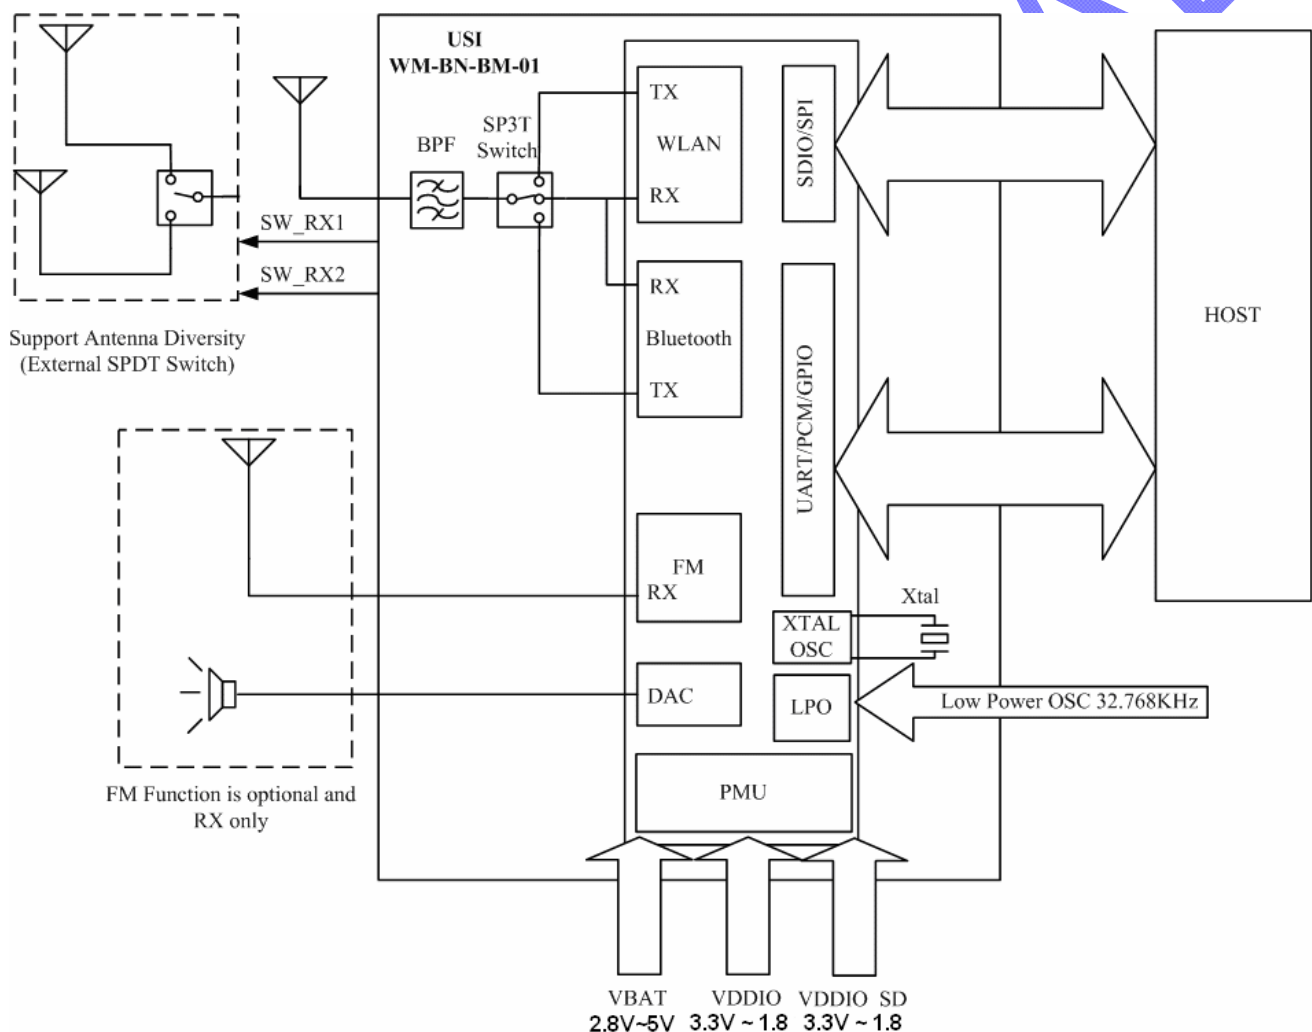 USI
WM-BN-BM-01
SP3T
Switch
BPF
TX
WLAN
RX
SDIO/SPI
SW_RX1
SW_RX2
RX
Bluetooth
TX
UART/PCM/GPIO
HOST
Support Antenna Diversity
(External SPDT Switch)
FM
RX
Xtal
XTAL
OSC
DAC
LPO
Low Power OSC 32.768KHz
PMU
FM Function is optional and
RX only
VBAT
2.8V~5V
VDDIO
3.3V ~ 1.8
VDDIO SD
3.3V ~ 1.8